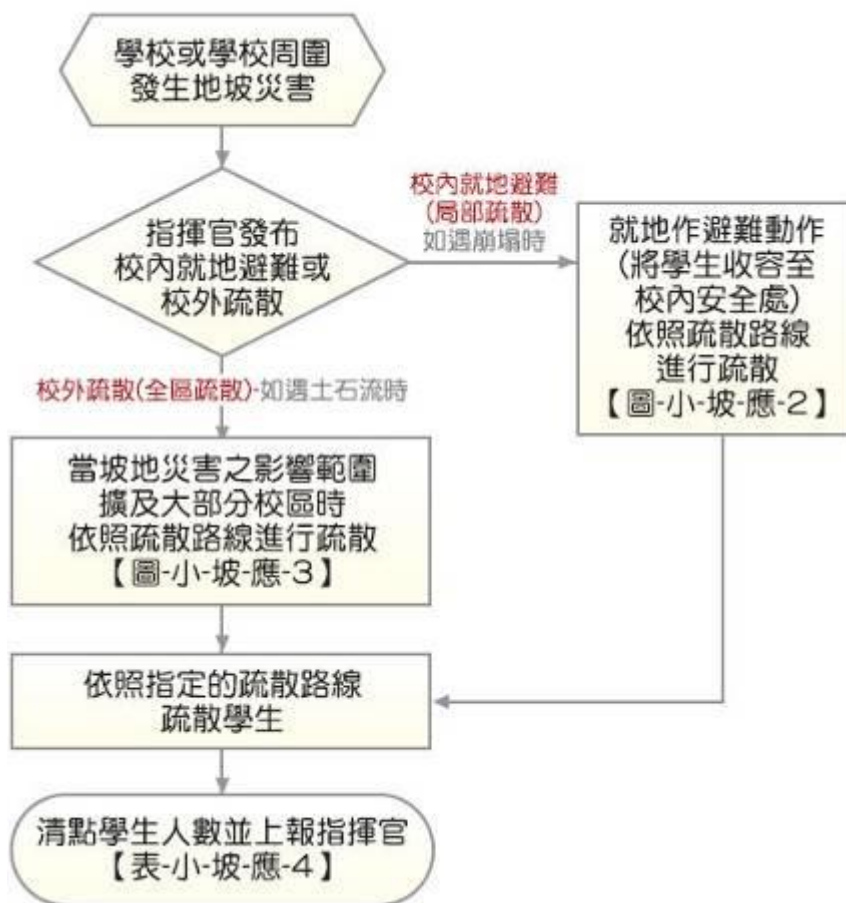 學校或學校周圍
發生地坡災害
指揮官發布
校內就地避難或
校外疏散
校內就地避難
(局部疏散)
如遇崩塌時
就地作避難動作
(將學生收容至
校內安全處)
依照疏散路線
進行疏散
【圖-小-坡-應-2】
校外疏散(全區疏散)-如遇土石流時
當坡地災害之影響範圍
擴及大部分校區時
依照疏散路線進行疏散
【圖-小-坡-應-3】
依照指定的疏散路線
疏散學生
清點學生人數並上報指揮官
【表-小-坡-應-4】